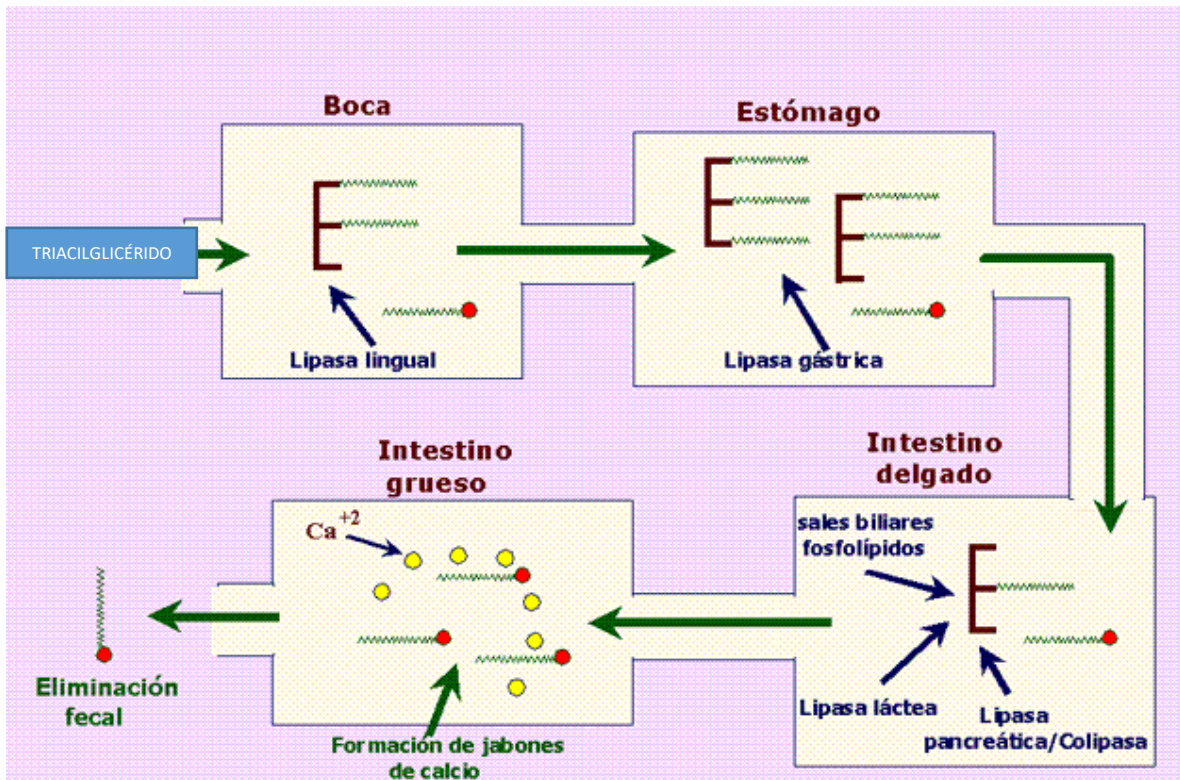 Boca
Estómago
TRIACILGLICÉRIDO
Lipasa lingual
Lipasa gástrica
Intestino
grueso
Intestino
delgado
Ca+2
sales biliares
fosfolípidos
Eliminación
fecal
Formación de jabones
de calcio
Lipasa láctea
Lipasa
pancreática/Colipasa